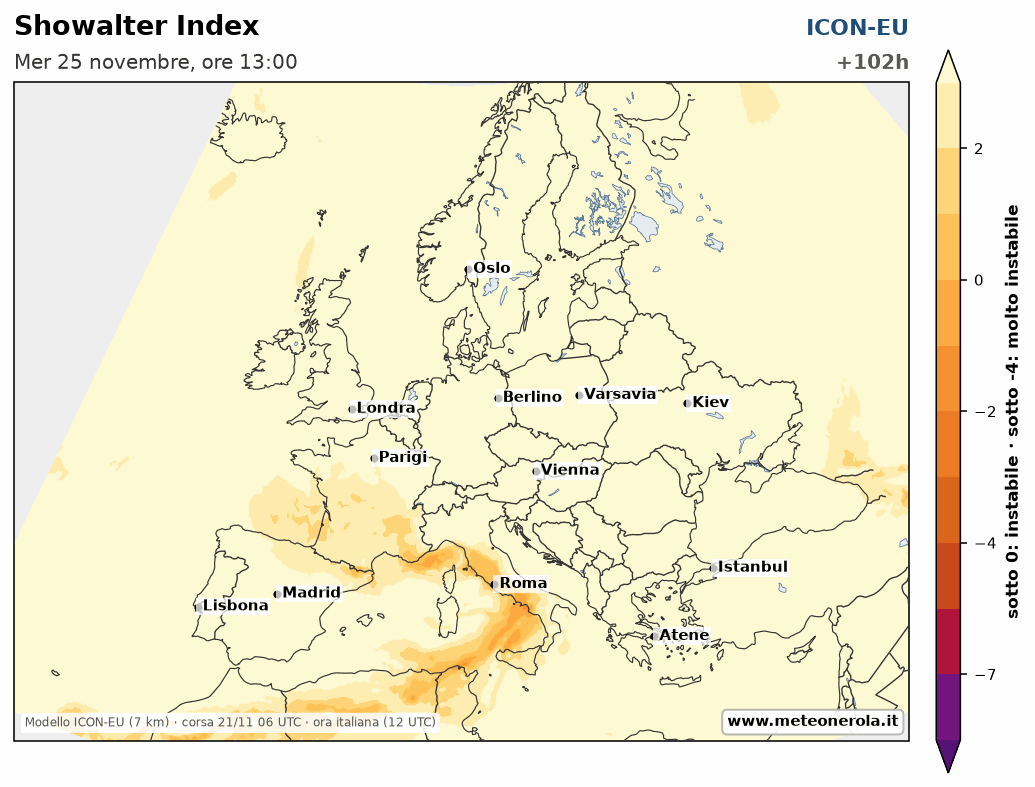 Showalter Index
ICON-EU
Mer 25 novembre, ore 13:00
+102h
Oslo
Berlino
Varsavia
Kiev
Londra
Parigi
Vienna
Istanbul
Roma
Madrid
Lisbona
Atene
Modello ICON-EU (7 km) · corsa 21/11 06 UTC · ora italiana (12 UTC)
www.meteonerola.it
2
0
−2
−4
−7
sotto 0: instabile · sotto -4: molto instabile